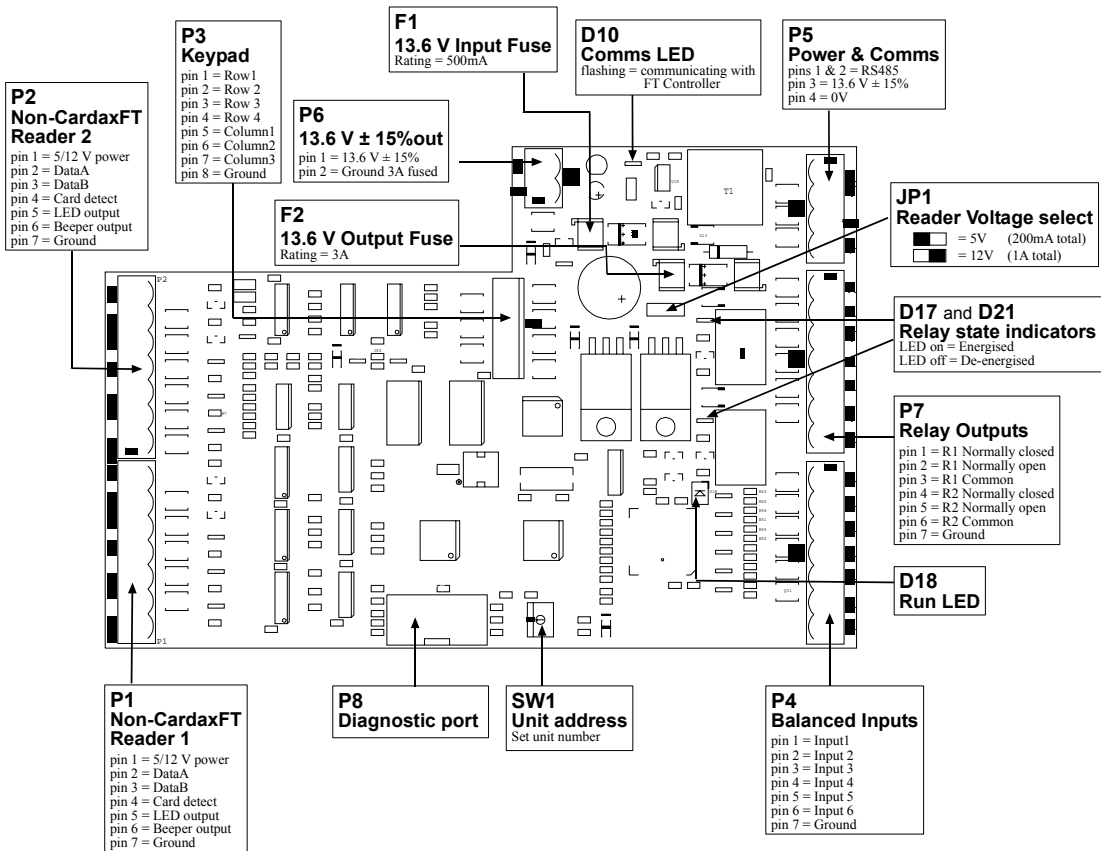 P3
Keypad
pin 1 = Row1
pin 2 = Row 2
pin 3 = Row 3
pin 4 = Row 4
pin 5 = Column1
pin 6 = Column2
pin 7 = Column3
pin 8 = Ground
F1
13.6 V Input Fuse
Rating = 500mA
D10
Comms LED
flashing = communicating with
FT Controller
P5
Power & Comms
pins 1 & 2 = RS485
pin 3 = 13.6 V ± 15%
pin 4 = 0V
P2
Non-CardaxFT
Reader 2
pin 1 = 5/12 V power
pin 2 = DataA
pin 3 = DataB
pin 4 = Card detect
pin 5 = LED output
pin 6 = Beeper output
pin 7 = Ground
P6
13.6 V ± 15%out
pin 1 = 13.6 V ± 15%
pin 2 = Ground 3A fused
F2
13.6 V Output Fuse
Rating = 3A
JP1
Reader Voltage select
= 5V (200mA total)
= 12V (1A total)
D17 and D21
Relay state indicators
LED on = Energised
LED off = De-energised
P7
Relay Outputs
pin 1 = R1 Normally closed
pin 2 = R1 Normally open
pin 3 = R1 Common
pin 4 = R2 Normally closed
pin 5 = R2 Normally open
pin 6 = R2 Common
pin 7 = Ground
D18
Run LED
T1
P2
P1
P1
Non-CardaxFT
Reader 1
pin 1 = 5/12 V power
pin 2 = DataA
pin 3 = DataB
pin 4 = Card detect
pin 5 = LED output
pin 6 = Beeper output
pin 7 = Ground
P8
Diagnostic port
SW1
Unit address
Set unit number
P4
Balanced Inputs
pin 1 = Input1
pin 2 = Input 2
pin 3 = Input 3
pin 4 = Input 4
pin 5 = Input 5
pin 6 = Input 6
pin 7 = Ground